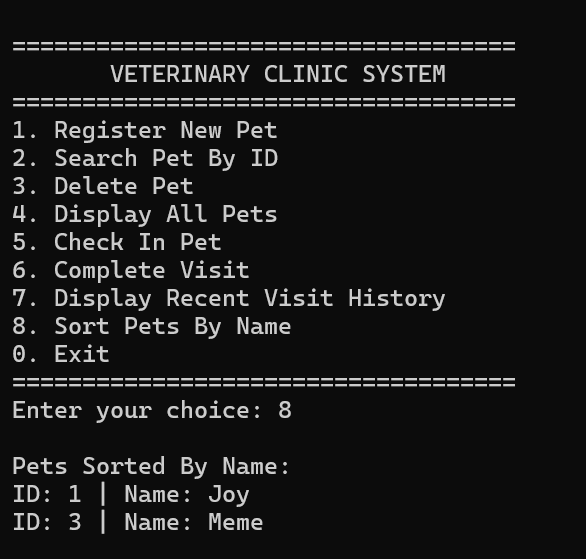 ====================================
VETERINARY CLINIC SYSTEM
====================================
1. Register New Pet
2. Search Pet By ID
3. Delete Pet
4. Display All Pets
5. Check In Pet
6. Complete Visit
7. Display Recent Visit History
8. Sort Pets By Name
0. Exit
====================================
Enter your choice: 8
Pets Sorted By Name:
ID: 1 | Name: Joy
ID: 3 | Name: Meme